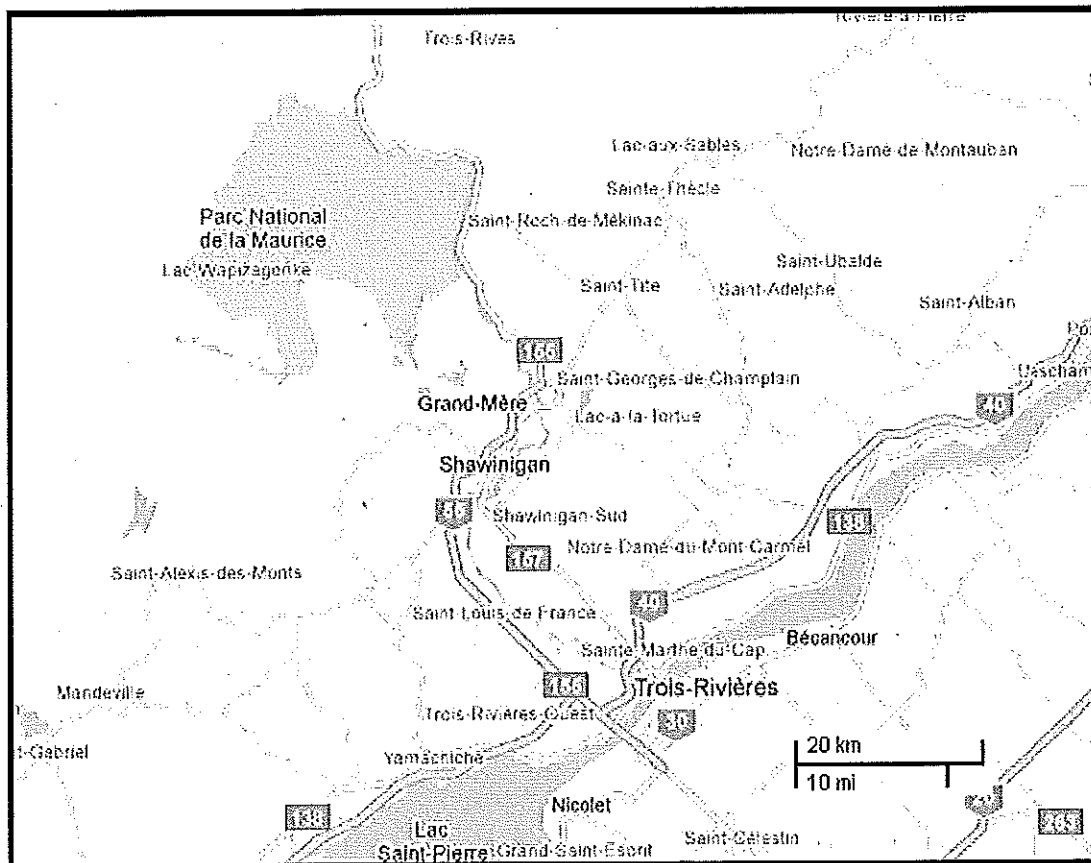 Trois-Rives
Lac-aux-Sables
Notre-Dame-de-Montauban
Sainte-Thècle
Parc National
de la Maurice
Saint-Roch-de-Mékinac
Lac Wapizagonke
Saint-Ubalde
Saint-Tite
Saint-Adelphe
Saint-Alban
155
Saint-Georges-de-Champlain
Grand-Mère
40
Lac-a-la-Tortue
Shawinigan
55
Shawinigan-Sud
138
Notre-Dame-du-Mont-Carmel
157
Saint-Alexis-des-Monts
40
Saint-Louis-de-France
Bécancour
Sainte Marthe du Cap
Trois-Rivières
Mandeville
155
Trois-Rivières-Ouest
30
t-Gabriel
Yamachiche
20 km
10 mi
Nicolet
138
263
Lac
Saint-Pierre
Saint-Célestin
Grand-Saint-Esprit